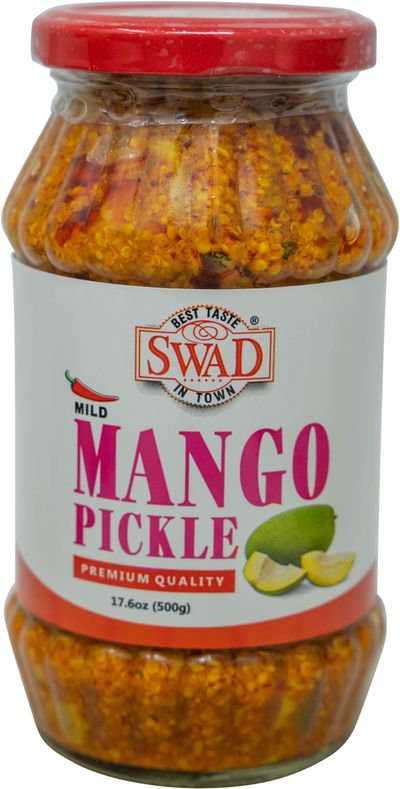 BEST TASTE ®
SWAD
IN TOWN
MILD
MANGO
PICKLE
PREMIUM QUALITY
17.6oz (500g)